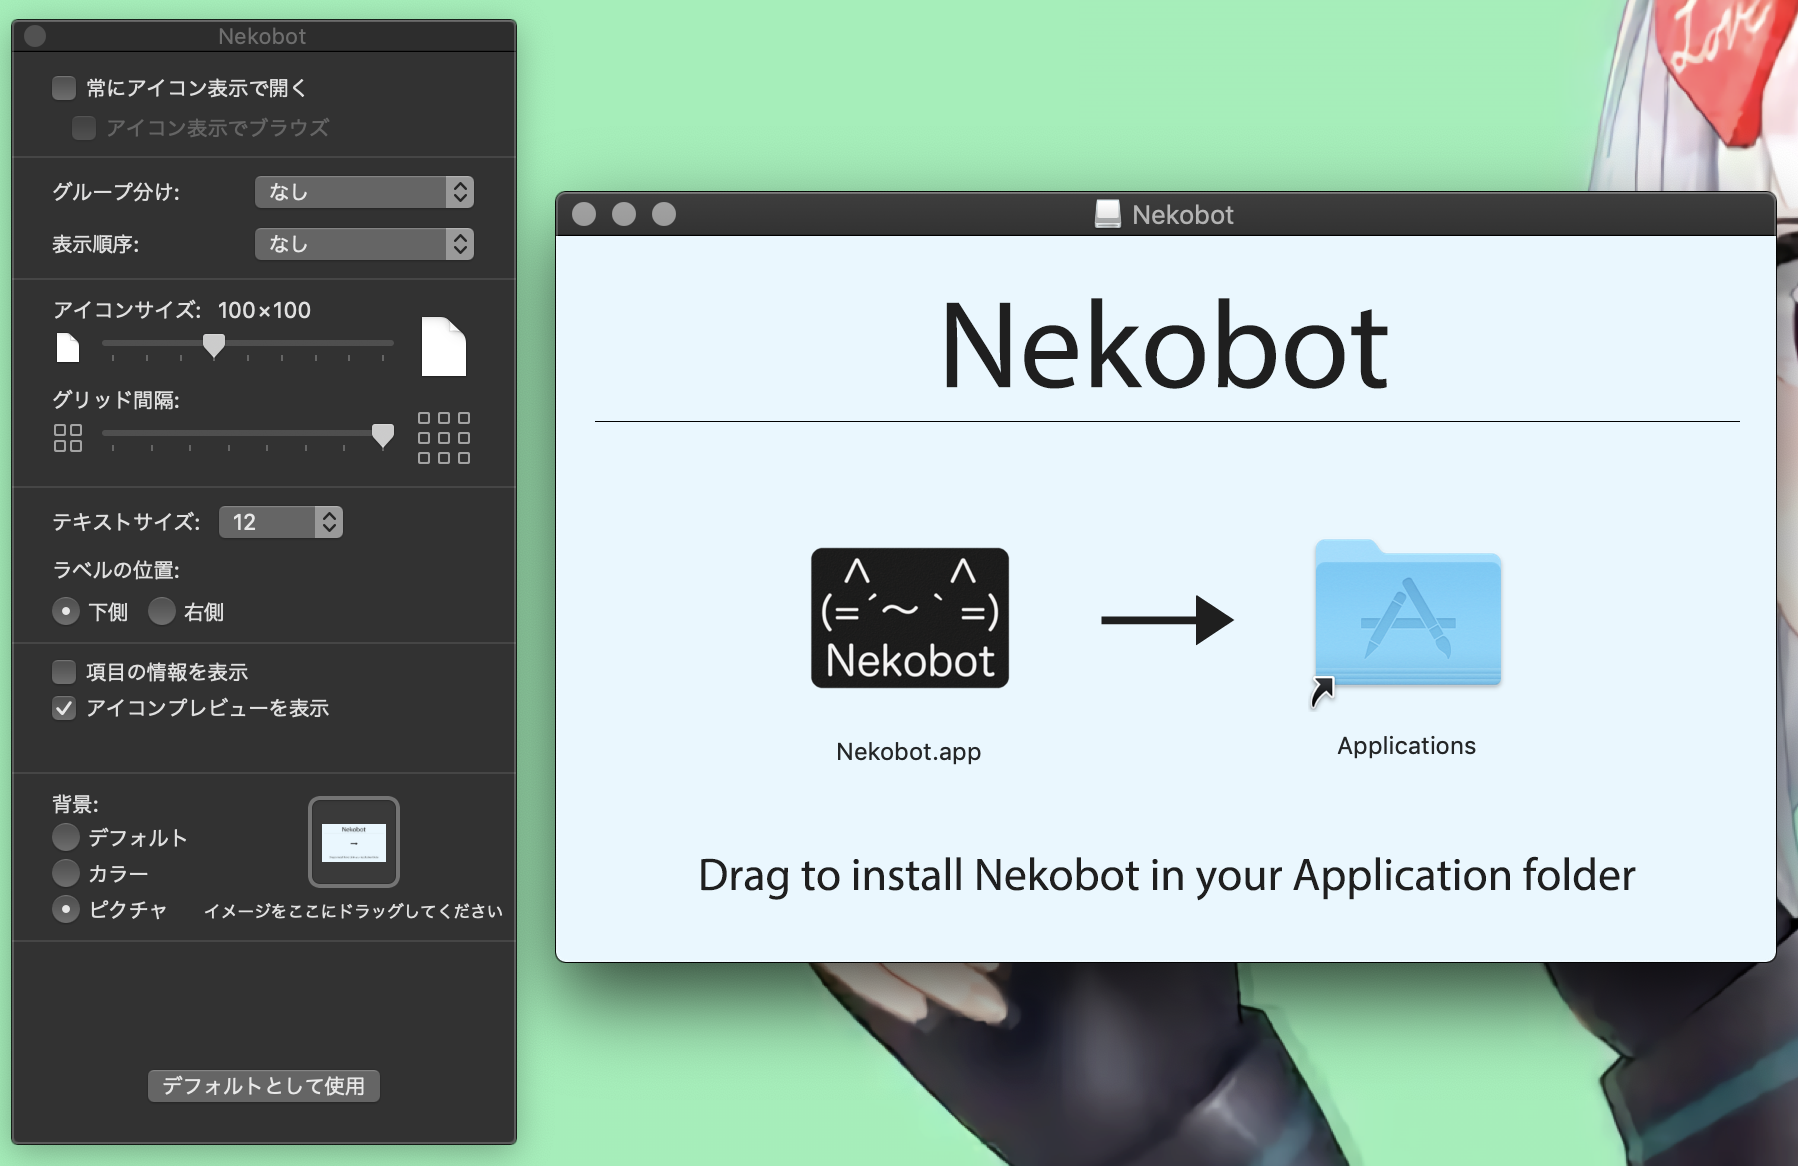 Nekobot
常にアイコン表示で開く
アイコン表示でブラウズ
グループ分け: なし
表示順序: なし
アイコンサイズ: 100×100
グリッド間隔:
テキストサイズ: 12
ラベルの位置:
下側 右側
項目の情報を表示
アイコンプレビューを表示
背景:
デフォルト
カラー
ピクチャ
Nekobot
イメージをここにドラッグしてください
デフォルトとして使用
Love
Nekobot
Nekobot
^ ^
(=´～`=)
Nekobot
Nekobot.app
Applications
Drag to install Nekobot in your Application folder